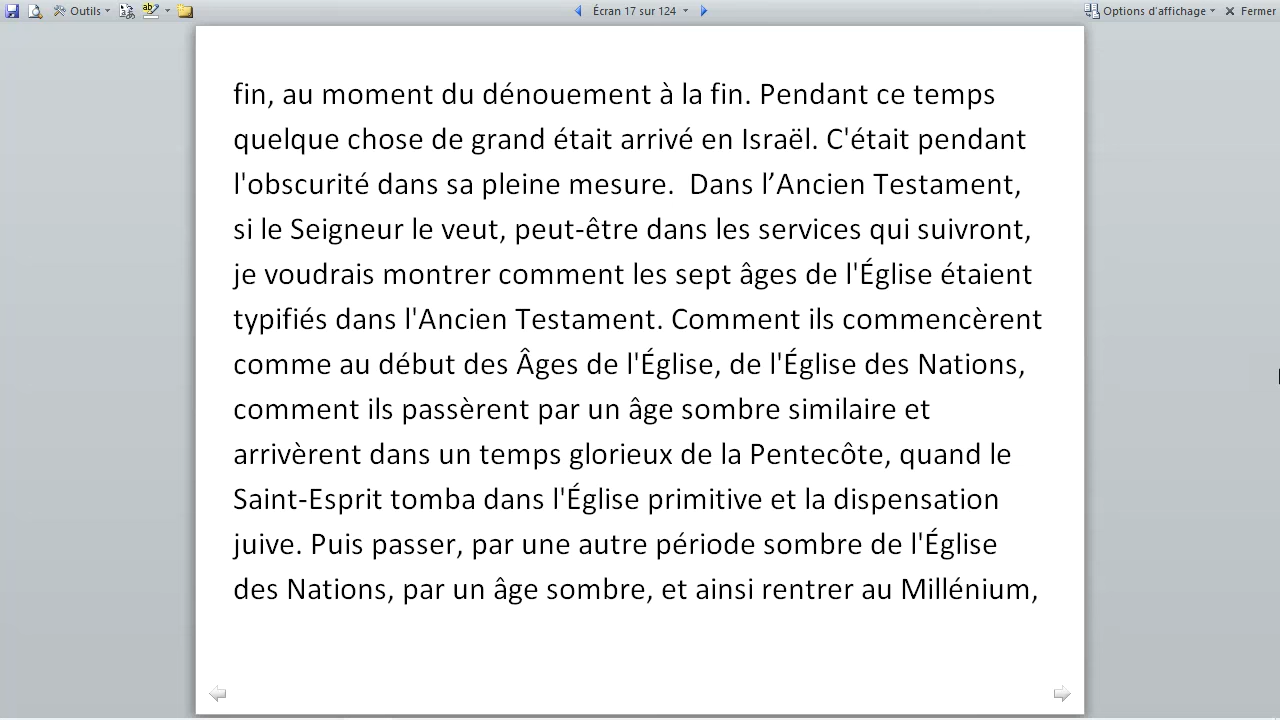 Outils
Écran 17 sur 124
Options d'affichage
Fermer
fin, au moment du dénouement à la fin. Pendant ce temps
quelque chose de grand était arrivé en Israël. C'était pendant
l'obscurité dans sa pleine mesure.  Dans l’Ancien Testament,
si le Seigneur le veut, peut-être dans les services qui suivront,
je voudrais montrer comment les sept âges de l'Église étaient
typifiés dans l'Ancien Testament. Comment ils commencèrent
comme au début des Âges de l'Église, de l'Église des Nations,
comment ils passèrent par un âge sombre similaire et
arrivèrent dans un temps glorieux de la Pentecôte, quand le
Saint-Esprit tomba dans l'Église primitive et la dispensation
juive. Puis passer, par une autre période sombre de l'Église
des Nations, par un âge sombre, et ainsi rentrer au Millénium,